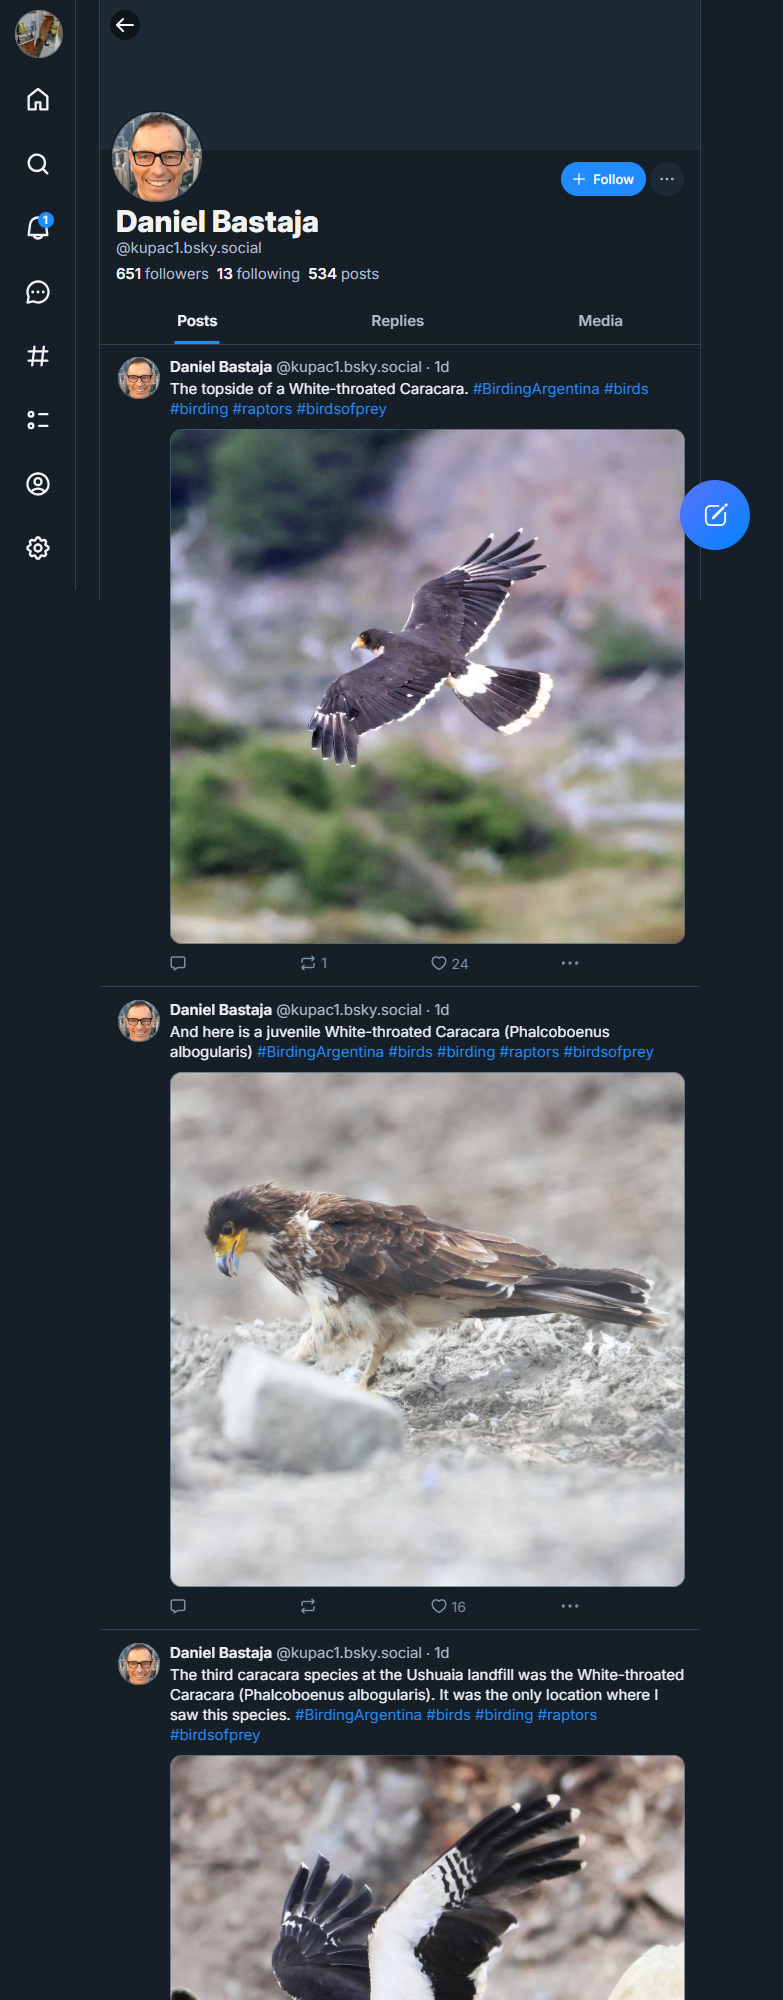 1
Follow
Daniel Bastaja
@kupac1.bsky.social
651 followers 13 following 534 posts
Posts Replies Media
Daniel Bastaja @kupac1.bsky.social · 1d
The topside of a White-throated Caracara. #BirdingArgentina #birds
#birding #raptors #birdsofprey
1 24
Daniel Bastaja @kupac1.bsky.social · 1d
And here is a juvenile White-throated Caracara (Phalcoboenus
albogularis) #BirdingArgentina #birds #birding #raptors #birdsofprey
16
Daniel Bastaja @kupac1.bsky.social · 1d
The third caracara species at the Ushuaia landfill was the White-throated
Caracara (Phalcoboenus albogularis). It was the only location where I
saw this species. #BirdingArgentina #birds #birding #raptors
#birdsofprey